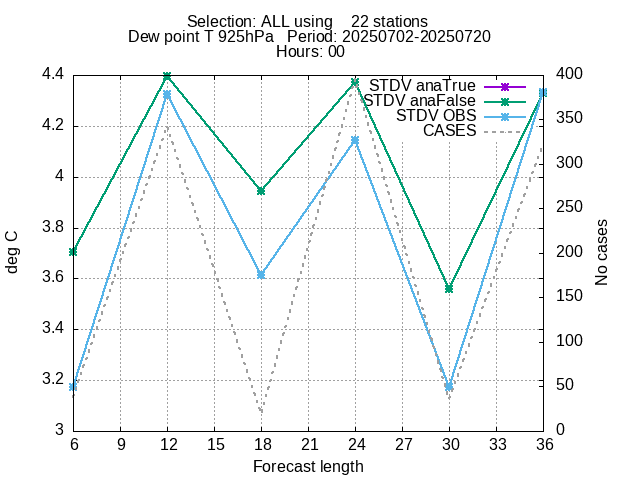 Selection: ALL using    22 stations
Dew point T 925hPa   Period: 20250702-20250720
Hours: 00
4.4
4.2
4
3.8
3.6
3.4
3.2
3
deg C
400
350
300
250
200
150
100
50
0
No cases
STDV anaTrue
STDV anaFalse
STDV OBS
CASES
6 9 12 15 18 21 24 27 30 33 36
Forecast length